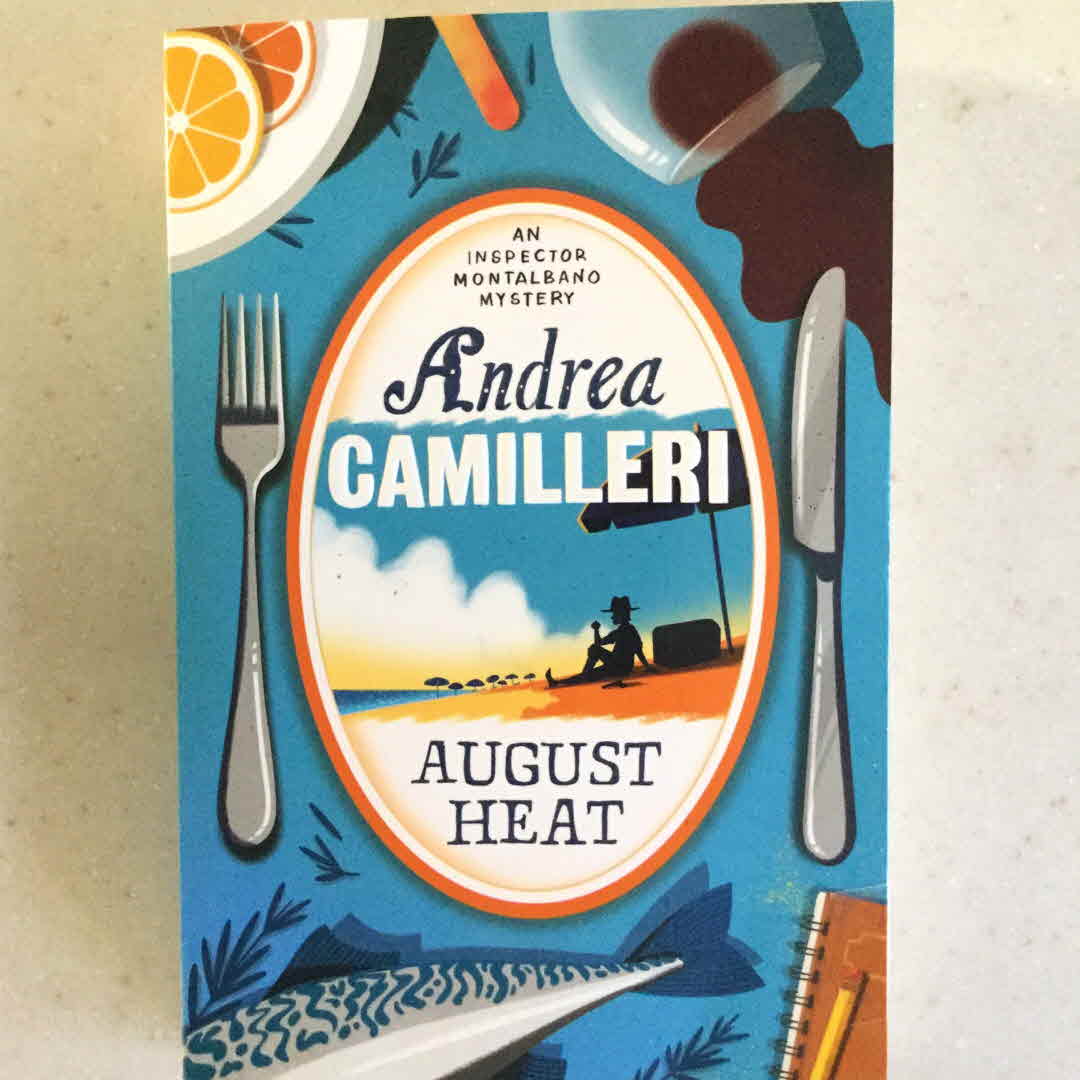 AN
INSPECTOR
MONTALBANO
MYSTERY
Andrea
CAMILLERI
AUGUST
HEAT